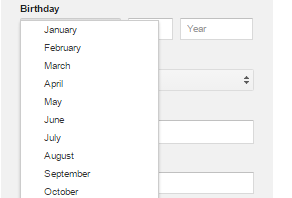 Birthday
January
Year
February
March
April
May
June
July
August
September
October